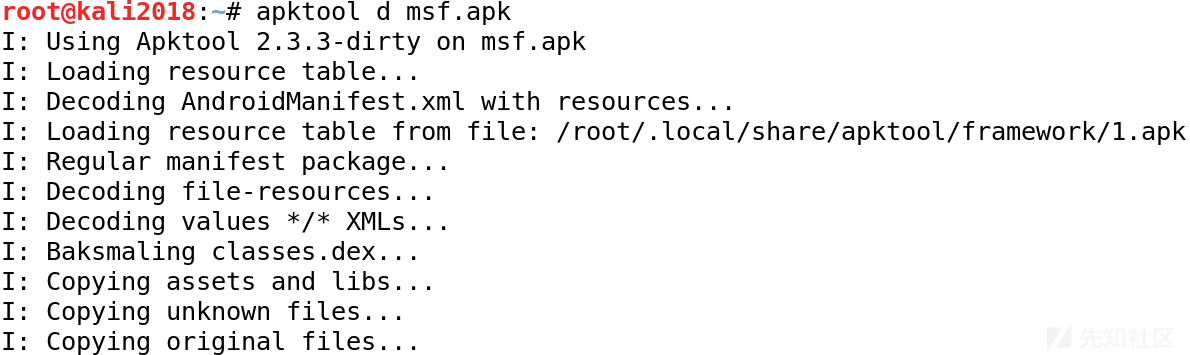 root@kali2018:~# apktool d msf.apk
I: Using Apktool 2.3.3-dirty on msf.apk
I: Loading resource table...
I: Decoding AndroidManifest.xml with resources...
I: Loading resource table from file: /root/.local/share/apktool/framework/1.apk
I: Regular manifest package...
I: Decoding file-resources...
I: Decoding values */* XMLs...
I: Baksmaling classes.dex...
I: Copying assets and libs...
I: Copying unknown files...
I: Copying original files...
先知社区